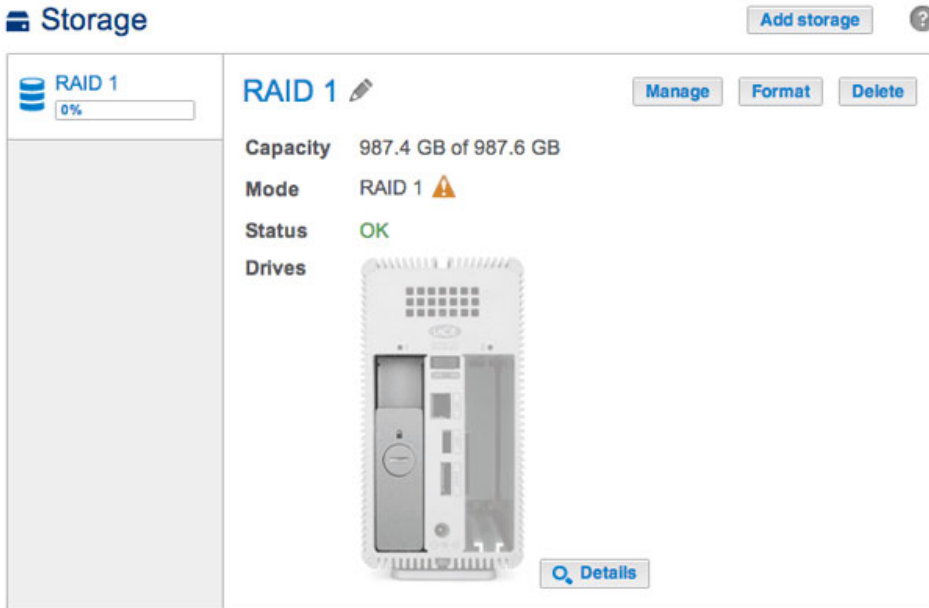 Storage
Add storage
RAID 1
0%
RAID 1
Manage
Format
Delete
Capacity 987.4 GB of 987.6 GB
Mode RAID 1
Status OK
Drives
Details